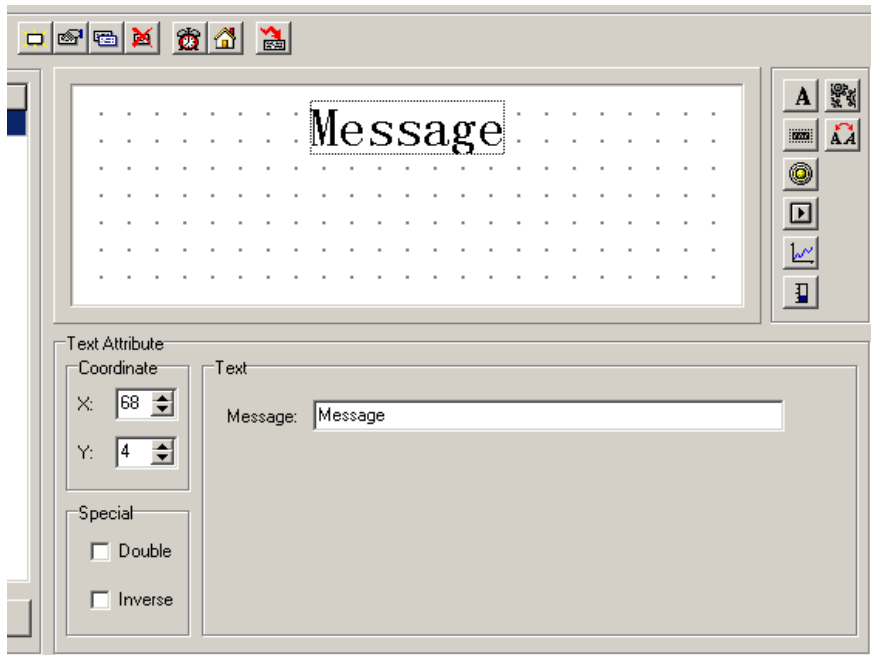 Message
A
A A
Text Attribute
Coordinate
X: 68
Y: 4
Special
Double
Inverse
Text
Message: Message